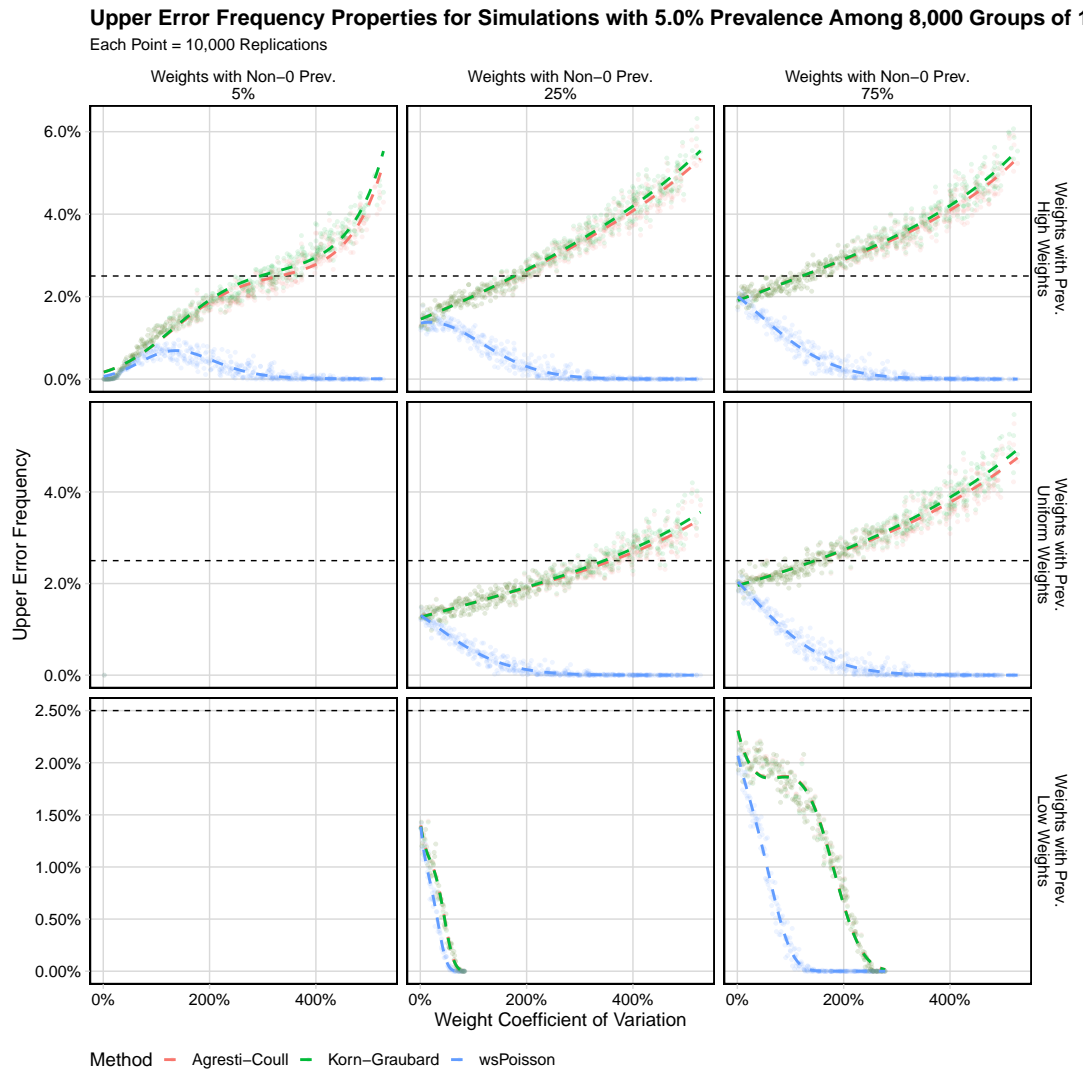 Upper Error Frequency Properties for Simulations with 5.0% Prevalence Among 8,000 Groups of 1
Each Point = 10,000 Replications
Weights with Non−0 Prev.
5%
Weights with Non−0 Prev.
25%
Weights with Non−0 Prev.
75%
6.0%
4.0%
2.0%
0.0%
Weights with Prev.
High Weights
4.0%
2.0%
0.0%
Weights with Prev.
Uniform Weights
2.50%
2.00%
1.50%
1.00%
0.50%
0.00%
Weights with Prev.
Low Weights
Upper Error Frequency
0%
200%
400%
0%
200%
400%
0%
200%
400%
Weight Coefficient of Variation
Method
Agresti−Coull
Korn−Graubard
wsPoisson